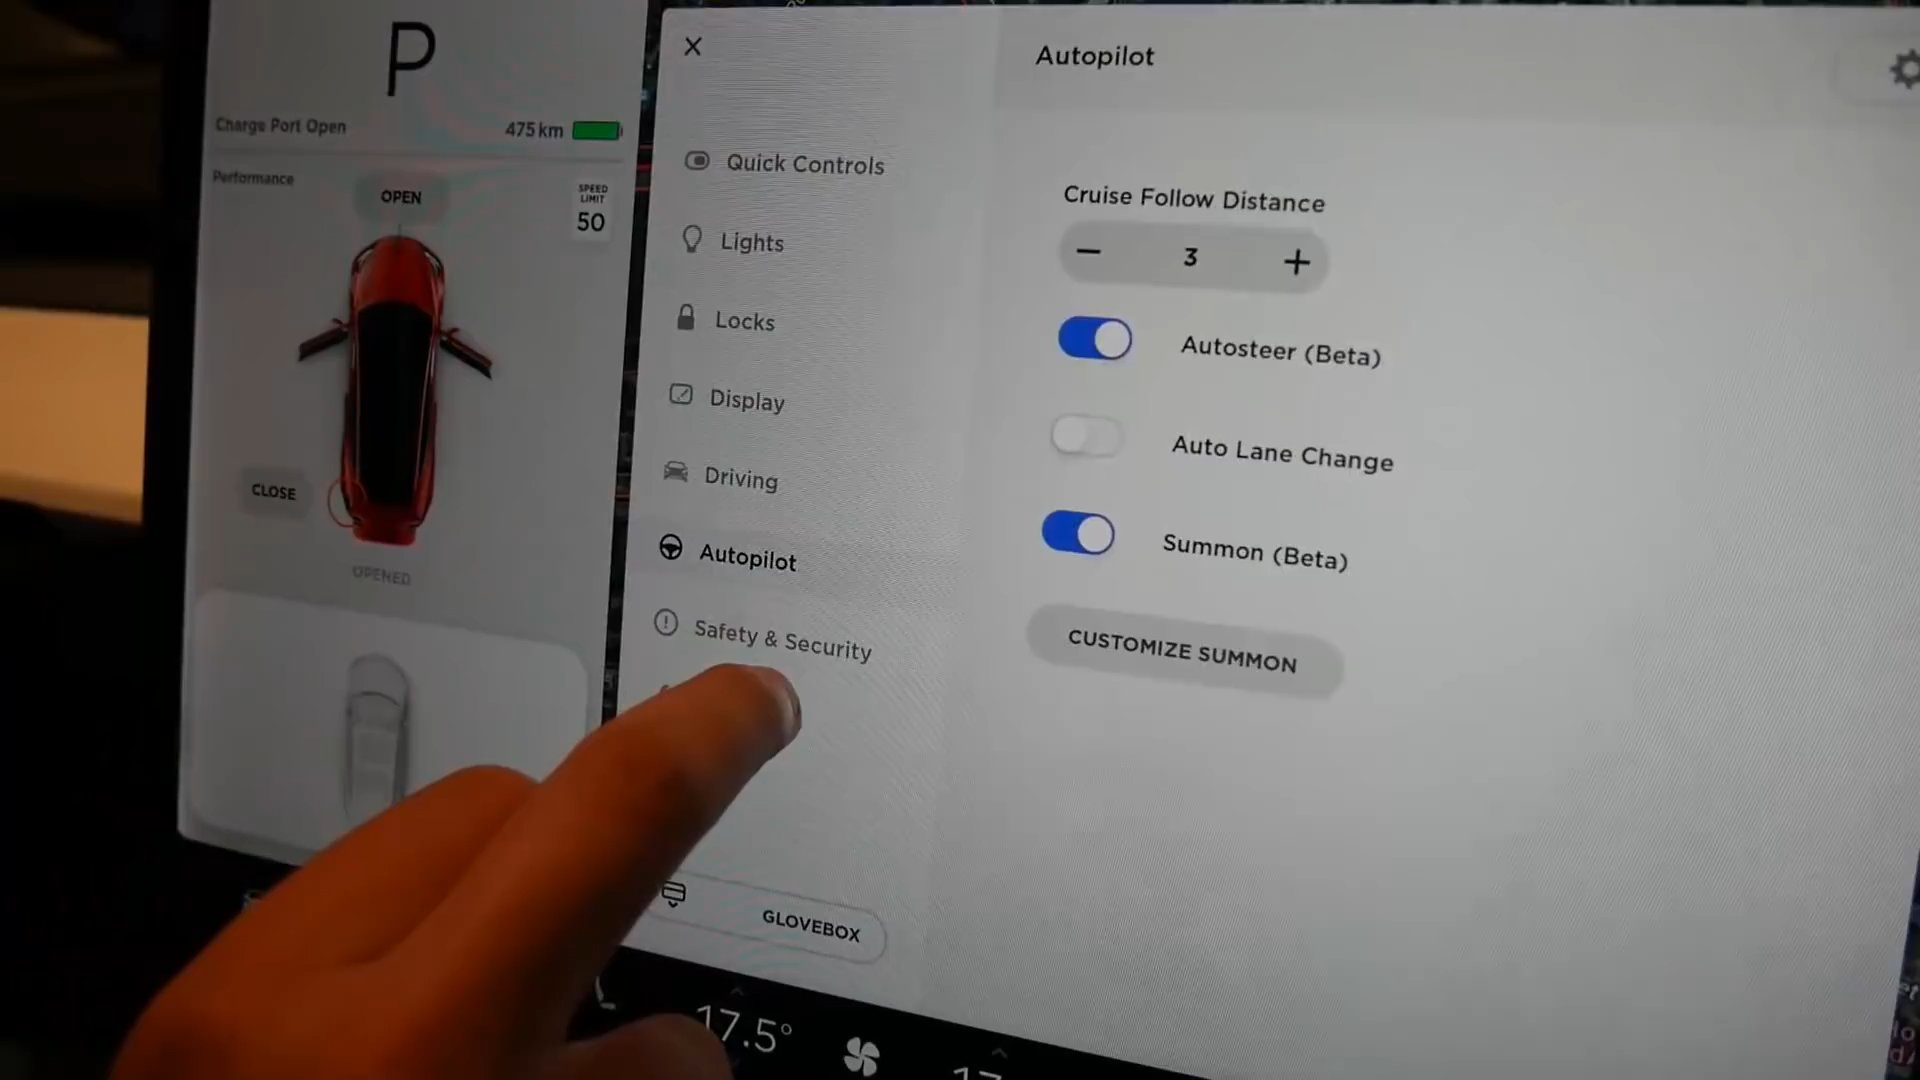 P
Charge Port Open
475 km
Performance
OPEN
SPEED
LIMIT
50
CLOSE
OPENED
X
Quick Controls
Lights
Locks
Display
Driving
Autopilot
Safety & Security
GLOVEBOX
Autopilot
Cruise Follow Distance
− 3 +
Autosteer (Beta)
Auto Lane Change
Summon (Beta)
CUSTOMIZE SUMMON
17.5°